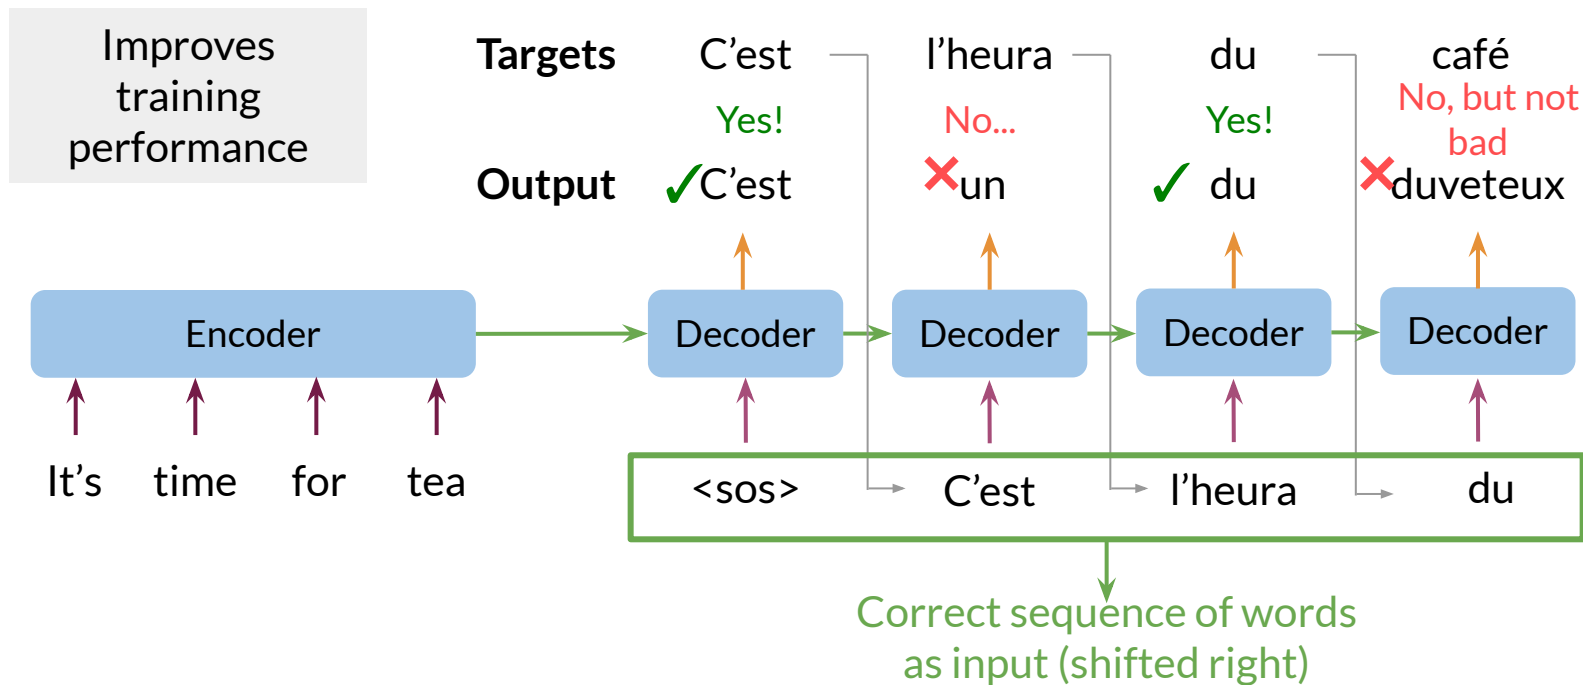 Improves
training
performance
Targets C’est l’heura du café
Yes! No... Yes! No, but not
bad
Output ✓C’est ×un ✓ du ×duveteux
Encoder Decoder Decoder Decoder Decoder
It’s time for tea <sos> C’est l’heura du
Correct sequence of words
as input (shifted right)